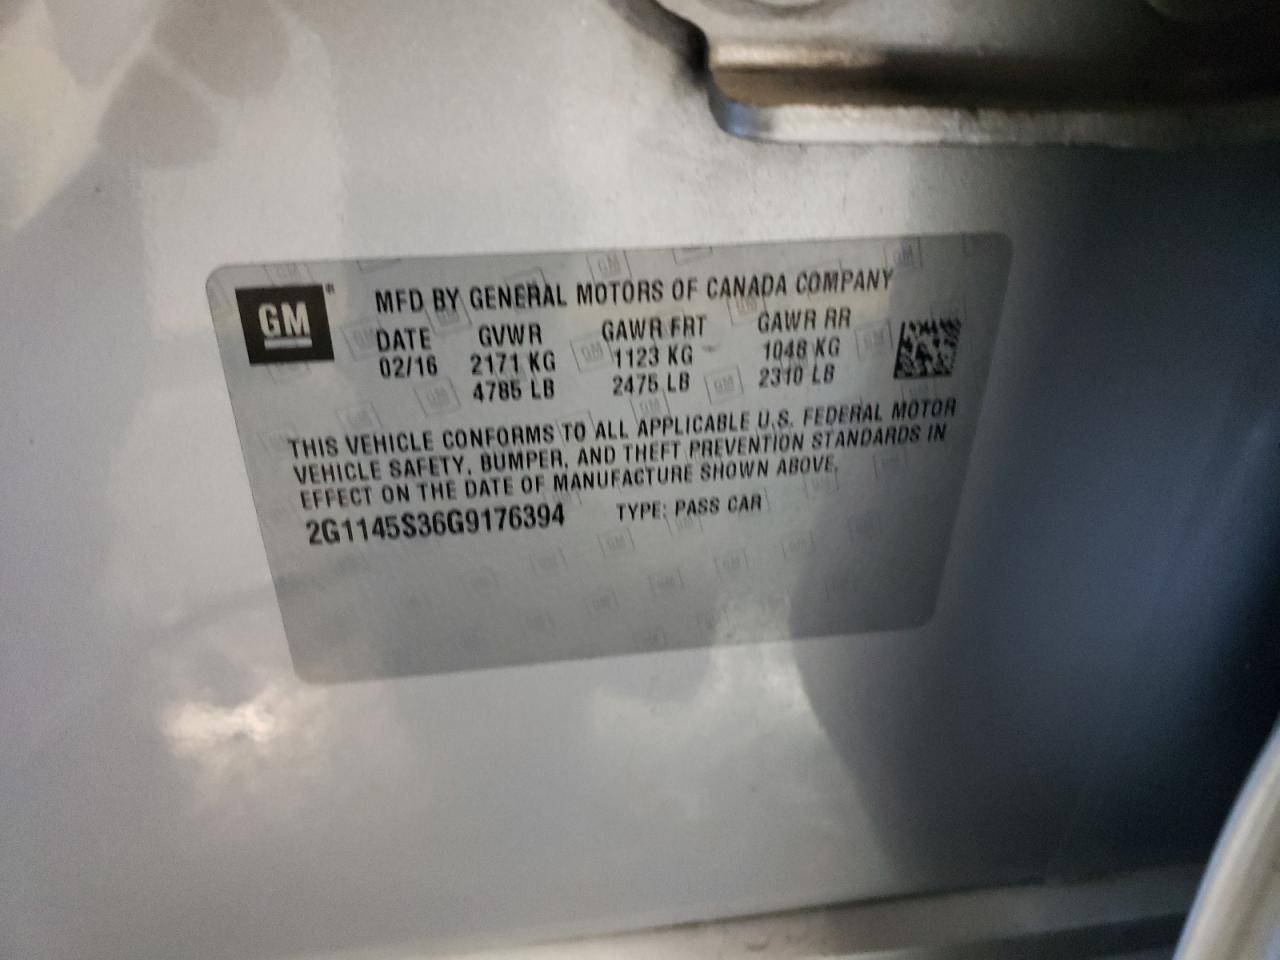 GM® MFD BY GENERAL MOTORS OF CANADA COMPANY
DATE GVWR GAWR FRT GAWR RR
02/16 2171 KG 1123 KG 1048 KG
4785 LB 2475 LB 2310 LB
THIS VEHICLE CONFORMS TO ALL APPLICABLE U.S. FEDERAL MOTOR
VEHICLE SAFETY, BUMPER, AND THEFT PREVENTION STANDARDS IN
EFFECT ON THE DATE OF MANUFACTURE SHOWN ABOVE.
2G1145S36G9176394 TYPE: PASS CAR